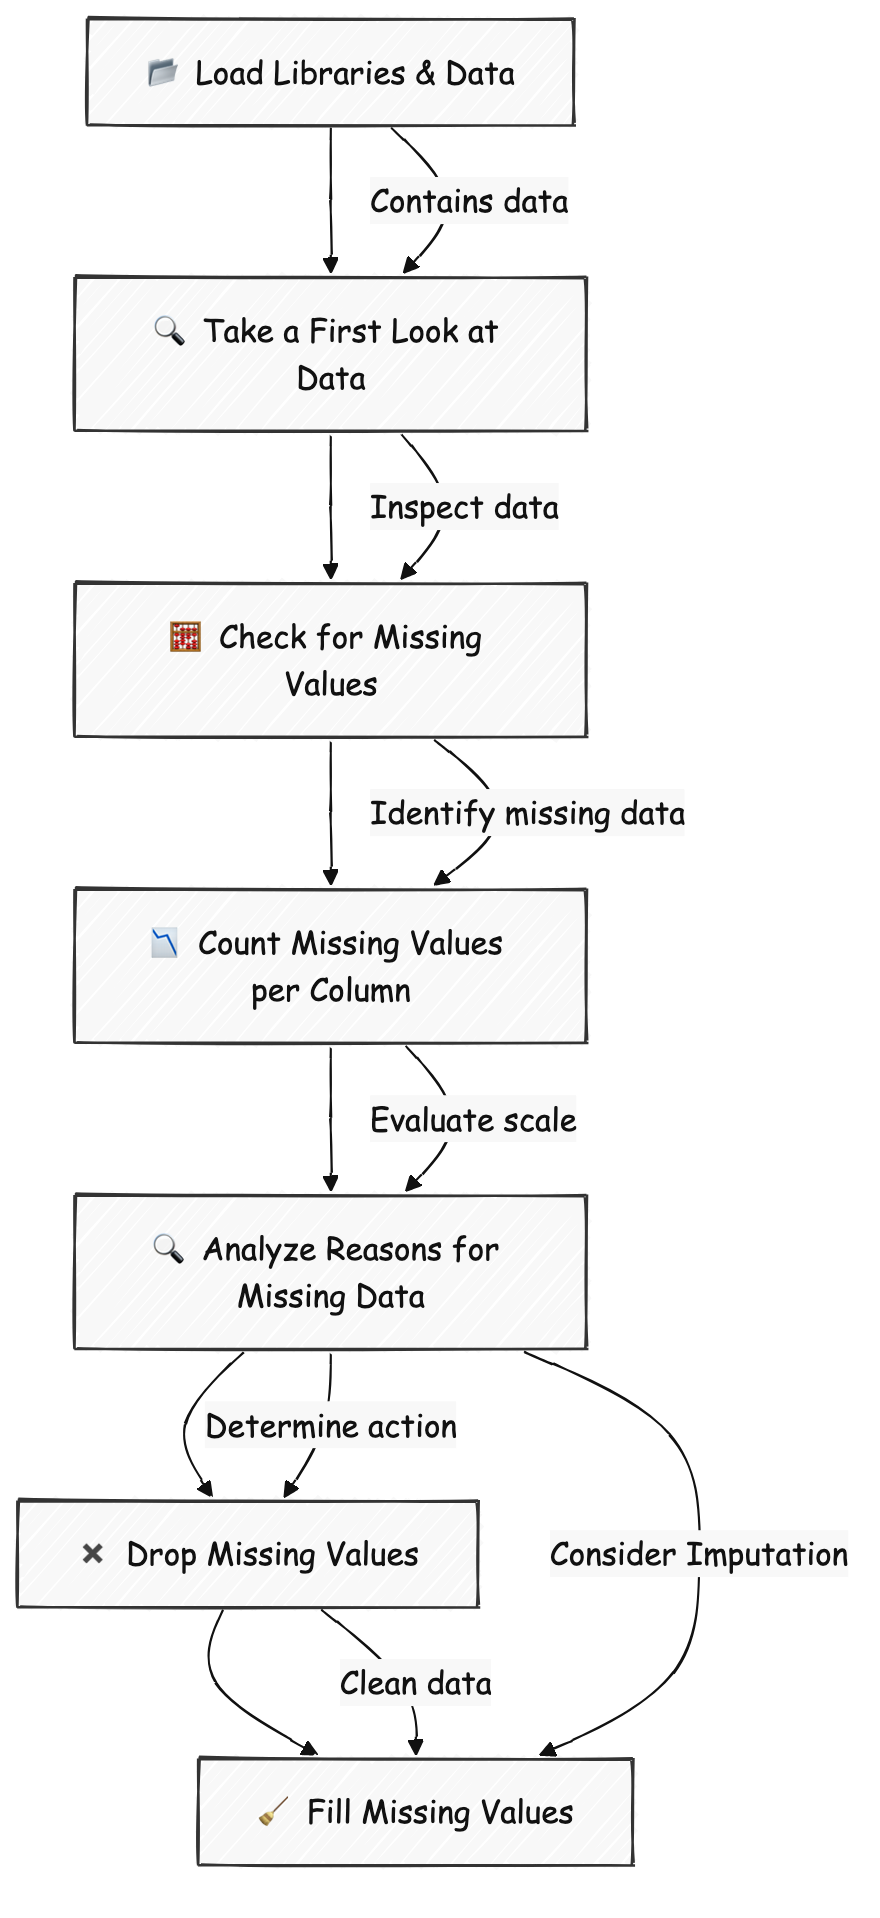 Load Libraries & Data
Contains data
Take a First Look at
Data
Inspect data
Check for Missing
Values
Identify missing data
Count Missing Values
per Column
Evaluate scale
Analyze Reasons for
Missing Data
Determine action
Drop Missing Values
Consider Imputation
Clean data
Fill Missing Values